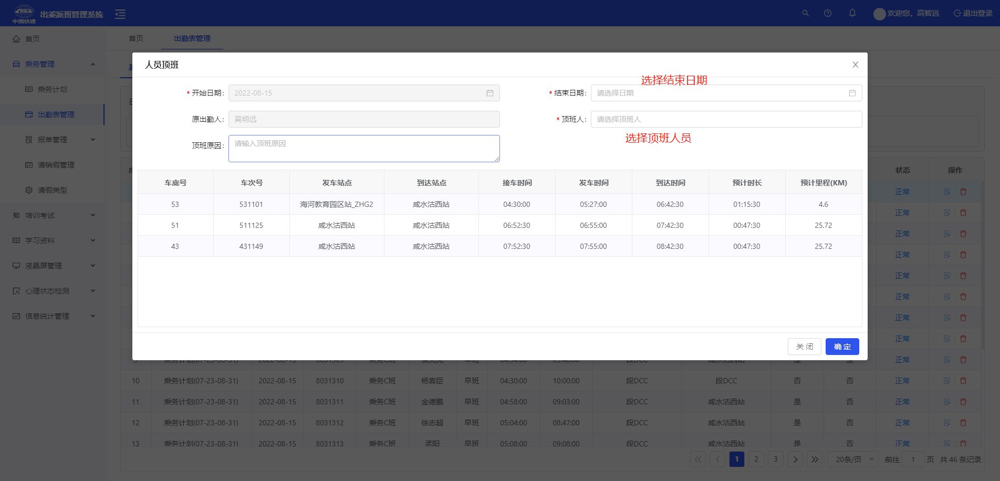 CRCC
中国铁建
出乘派班管理系统
欢迎您，高智远
退出登录
首页
乘务管理
乘务计划
出勤表管理
报单管理
请销假管理
请假类型
培训考试
学习资料
液晶屏管理
心理状态检测
信息统计管理
首页
出勤表管理
人员顶班
选择结束日期
* 开始日期：
2022-08-15
* 结束日期：
请选择日期
原出勤人：
吴明远
* 顶班人：
请选择顶班人
选择顶班人员
顶班原因：
请输入顶班原因
车底号 车次号 发车站点 到达站点 接车时间 发车时间 到达时间 预计时长 预计里程(KM)
53 531101 海河教育园区站_ZHG2 咸水沽西站 04:30:00 05:27:00 06:42:30 01:15:30 4.6
51 511125 咸水沽西站 咸水沽西站 06:52:30 06:55:00 07:42:30 00:47:30 25.72
43 431149 咸水沽西站 咸水沽西站 07:52:30 07:55:00 08:42:30 00:47:30 25.72
关 闭
确 定
状态 操作
正常
正常
正常
正常
正常
正常
正常
正常
正常
10 乘务计划(07-23-08-31) 2022-08-15 8031310 乘务C班 杨喜臣 早班 04:30:00 10:00:00 段DCC 段DCC 否 否 正常
11 乘务计划(07-23-08-31) 2022-08-15 8031311 乘务C班 金德鹏 早班 04:58:00 09:03:00 段DCC 咸水沽西站 是 否 正常
12 乘务计划(07-23-08-31) 2022-08-15 8031312 乘务C班 徐志超 早班 05:04:00 08:47:00 段DCC 咸水沽西站 是 否 正常
13 乘务计划(07-23-08-31) 2022-08-15 8031313 乘务C班 孟阳 早班 05:08:00 09:08:00 段DCC 咸水沽西站 是 否 正常
1 2 3 20条/页 前往 1 页 共 46 条记录